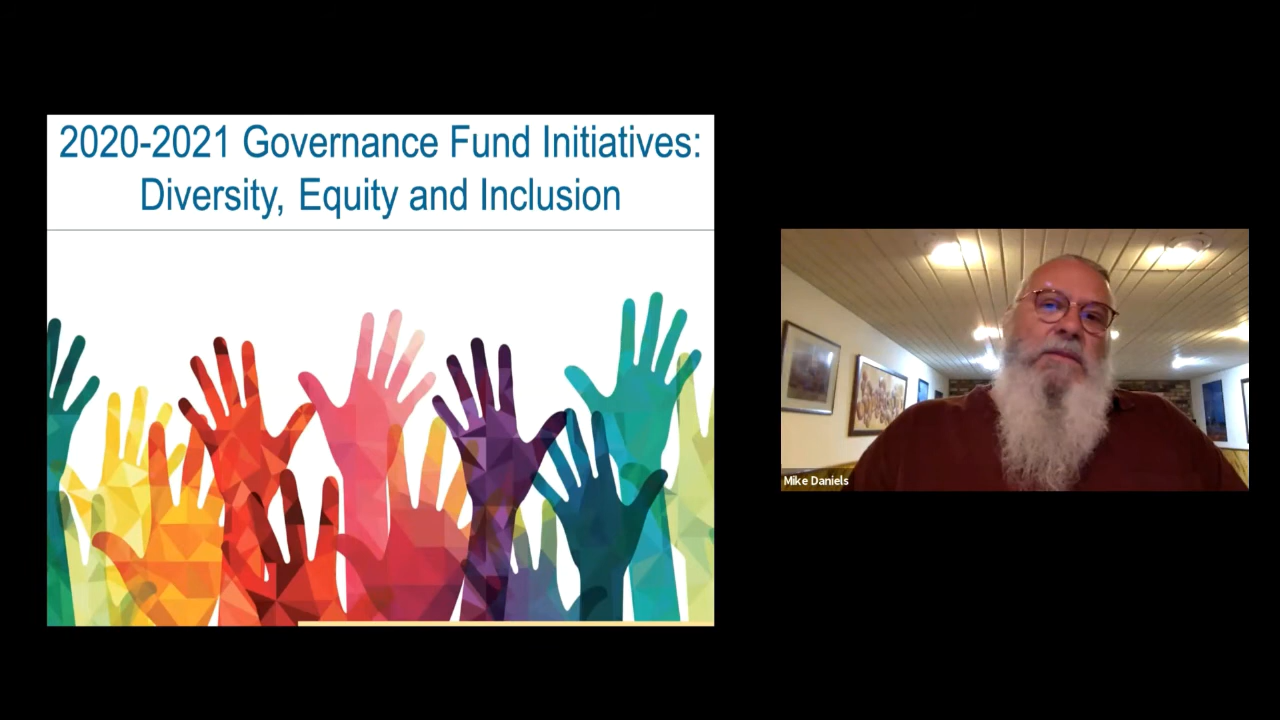 2020-2021 Governance Fund Initiatives:
Diversity, Equity and Inclusion
Mike Daniels